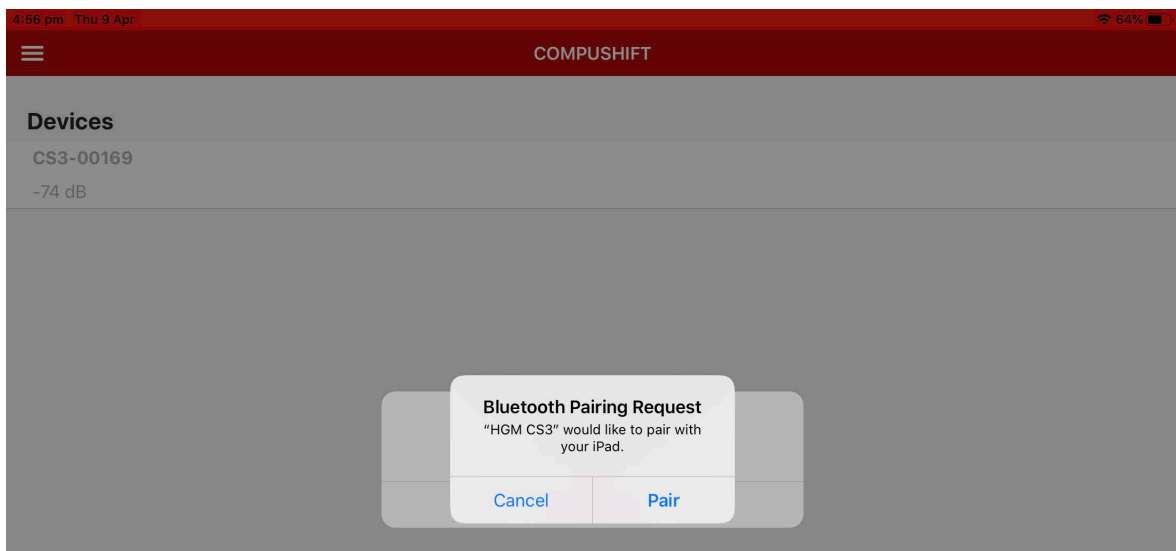 4:56 pm Thu 9 Apr
64%
COMPUSHIFT
Devices
CS3-00169
-74 dB
Bluetooth Pairing Request
“HGM CS3” would like to pair with
your iPad.
Cancel
Pair